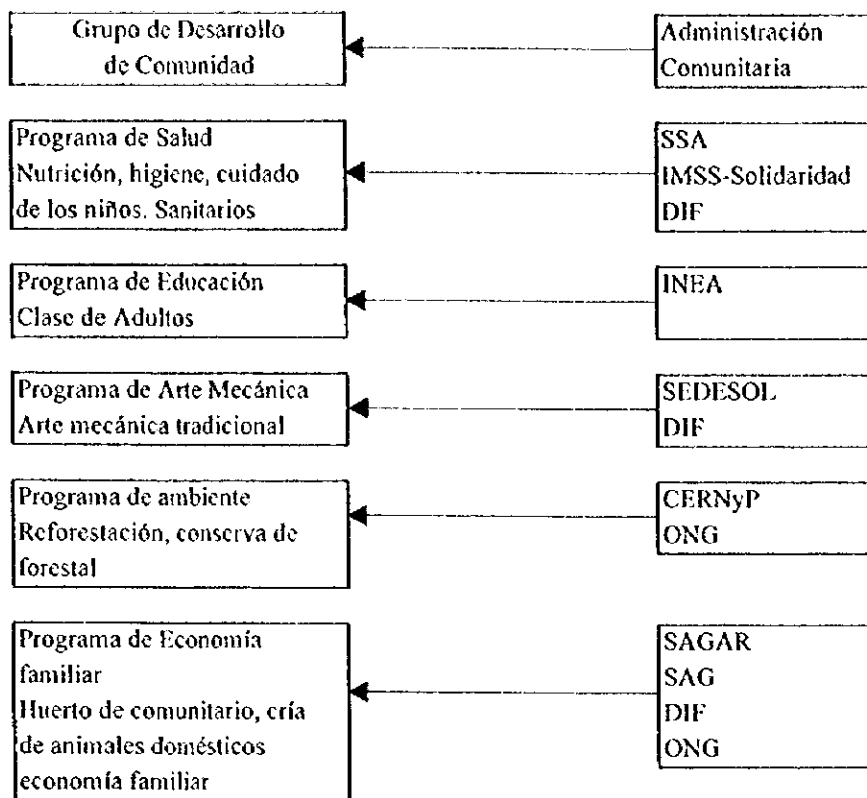 Grupo de Desarrollo
de Comunidad
Administración
Comunitaria
Programa de Salud
Nutrición, higiene, cuidado
de los niños. Sanitarios
SSA
IMSS-Solidaridad
DIF
Programa de Educación
Clase de Adultos
INEA
Programa de Arte Mecánica
Arte mecánica tradicional
SEDESOL
DIF
Programa de ambiente
Reforestación, conserva de
forestal
CERNyP
ONG
Programa de Economía
familiar
Huerto de comunitario, cría
de animales domésticos
economía familiar
SAGAR
SAG
DIF
ONG